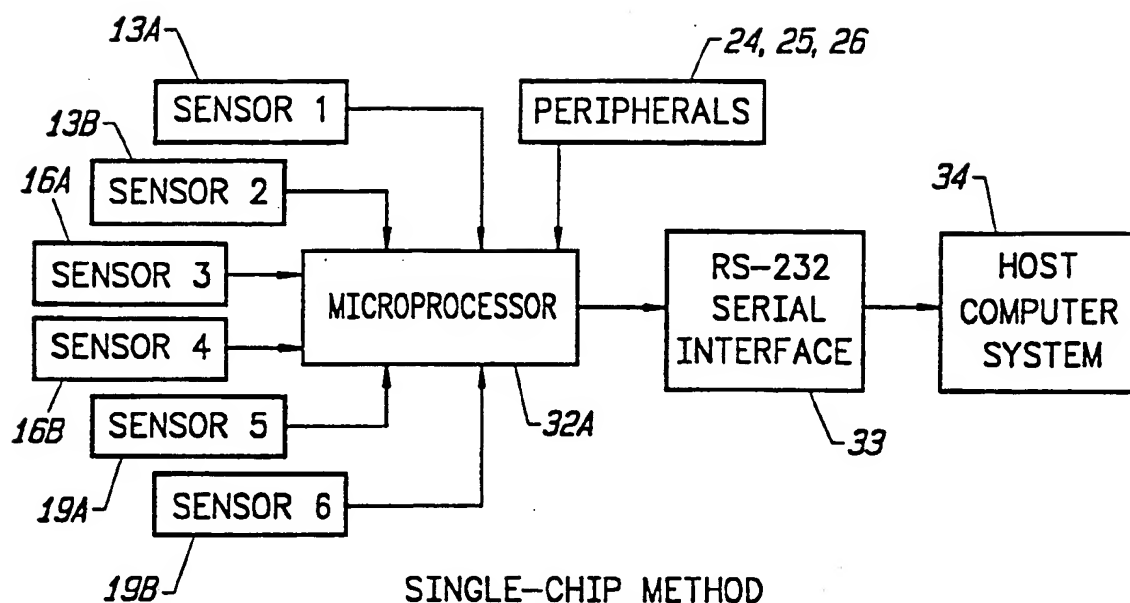 13A
24, 25, 26
SENSOR 1
PERIPHERALS
13B
SENSOR 2
16A
34
SENSOR 3
MICROPROCESSOR
RS-232
SERIAL
INTERFACE
HOST
COMPUTER
SYSTEM
SENSOR 4
16B
SENSOR 5
32A
33
19A
SENSOR 6
19B
SINGLE-CHIP METHOD